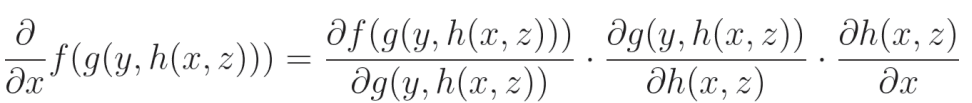 ∂/∂x f(g(y, h(x, z))) = ∂f(g(y, h(x, z)))/∂g(y, h(x, z)) · ∂g(y, h(x, z))/∂h(x, z) · ∂h(x, z)/∂x